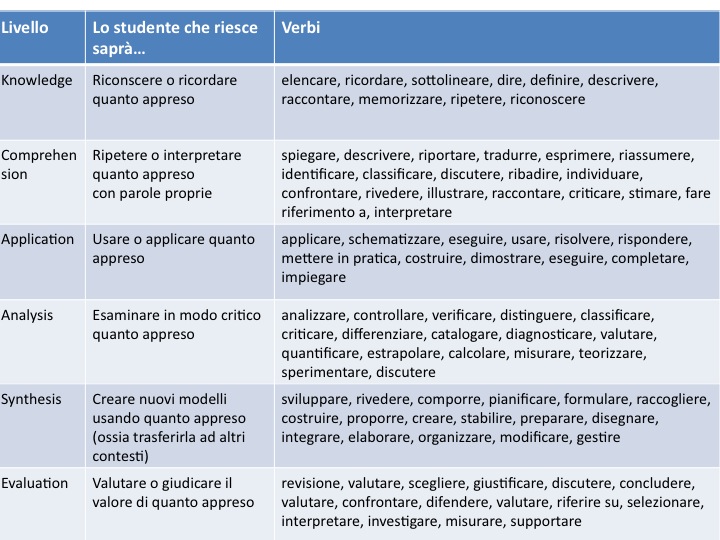 Livello
Lo studente che riesce
saprà...
Verbi
Knowledge
Riconscere o ricordare
quanto appreso
elencare, ricordare, sottolineare, dire, definire, descrivere,
raccontare, memorizzare, ripetere, riconoscere
Comprehen
sion
Ripetere o interpretare
quanto appreso
con parole proprie
spiegare, descrivere, riportare, tradurre, esprimere, riassumere,
identificare, classificare, discutere, ribadire, individuare,
confrontare, rivedere, illustrare, raccontare, criticare, stimare, fare
riferimento a, interpretare
Application
Usare o applicare quanto
appreso
applicare, schematizzare, eseguire, usare, risolvere, rispondere,
mettere in pratica, costruire, dimostrare, eseguire, completare,
impiegare
Analysis
Esaminare in modo critico
quanto appreso
analizzare, controllare, verificare, distinguere, classificare,
criticare, differenziare, catalogare, diagnosticare, valutare,
quantificare, estrapolare, calcolare, misurare, teorizzare,
sperimentare, discutere
Synthesis
Creare nuovi modelli
usando quanto appreso
(ossia trasferirla ad altri
contesti)
sviluppare, rivedere, comporre, pianificare, formulare, raccogliere,
costruire, proporre, creare, stabilire, preparare, disegnare,
integrare, elaborare, organizzare, modificare, gestire
Evaluation
Valutare o giudicare il
valore di quanto appreso
revisione, valutare, scegliere, giustificare, discutere, concludere,
valutare, confrontare, difendere, valutare, riferire su, selezionare,
interpretare, investigare, misurare, supportare